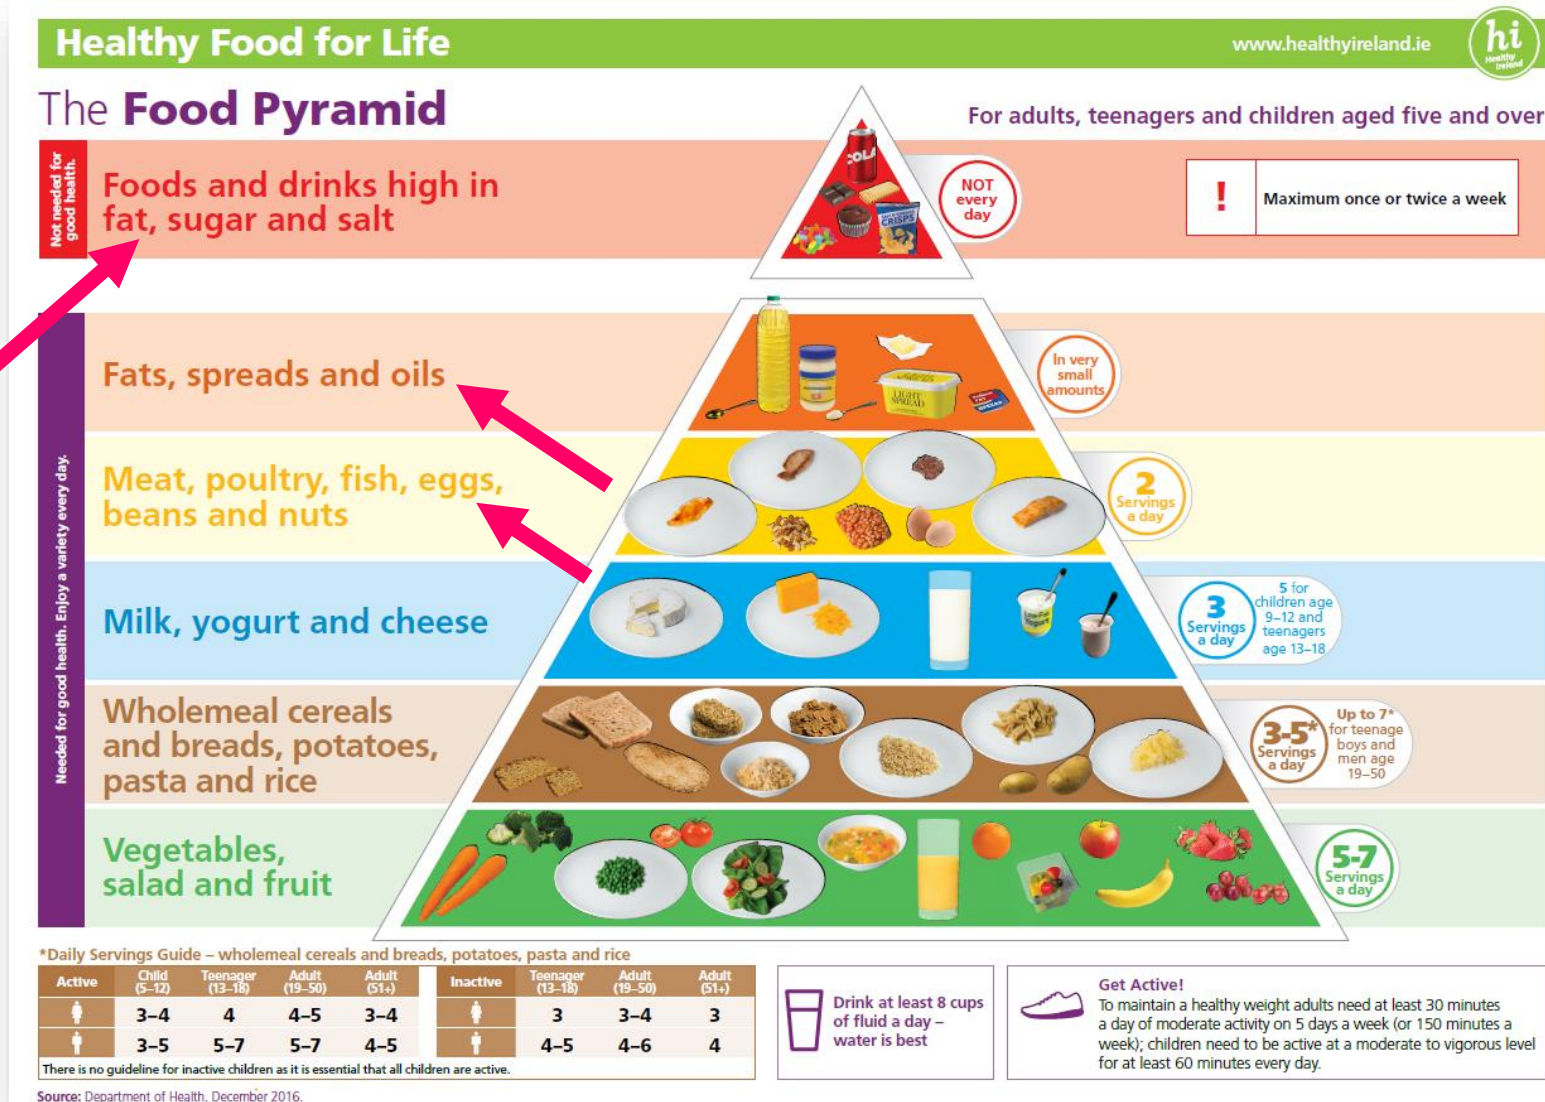 Healthy Food for Life
www.healthyireland.ie
hi
Healthy
Ireland
The Food Pyramid
For adults, teenagers and children aged five and over
Not needed for
good health.
Foods and drinks high in
fat, sugar and salt
COLA
CRISPS
NOT
every
day
!
Maximum once or twice a week
Needed for good health. Enjoy a variety every day.
Fats, spreads and oils
LIGHT
SPREAD
In very
small
amounts
Meat, poultry, fish, eggs,
beans and nuts
2
Servings
a day
Milk, yogurt and cheese
Low-Fat
Yogurt
3
Servings
a day
5 for
children age
9–12 and
teenagers
age 13–18
Wholemeal cereals
and breads, potatoes,
pasta and rice
3-5*
Servings
a day
Up to 7*
for teenage
boys and
men age
19–50
Vegetables,
salad and fruit
5-7
Servings
a day
*Daily Servings Guide – wholemeal cereals and breads, potatoes, pasta and rice
Active Child (5–12) Teenager (13–18) Adult (19–50) Adult (51+) Inactive Teenager (13–18) Adult (19–50) Adult (51+)
3–4 4 4–5 3–4 3 3–4 3
3–5 5–7 5–7 4–5 4–5 4–6 4
There is no guideline for inactive children as it is essential that all children are active.
Drink at least 8 cups
of fluid a day –
water is best
Get Active!
To maintain a healthy weight adults need at least 30 minutes
a day of moderate activity on 5 days a week (or 150 minutes a
week); children need to be active at a moderate to vigorous level
for at least 60 minutes every day.
Source: Department of Health. December 2016.